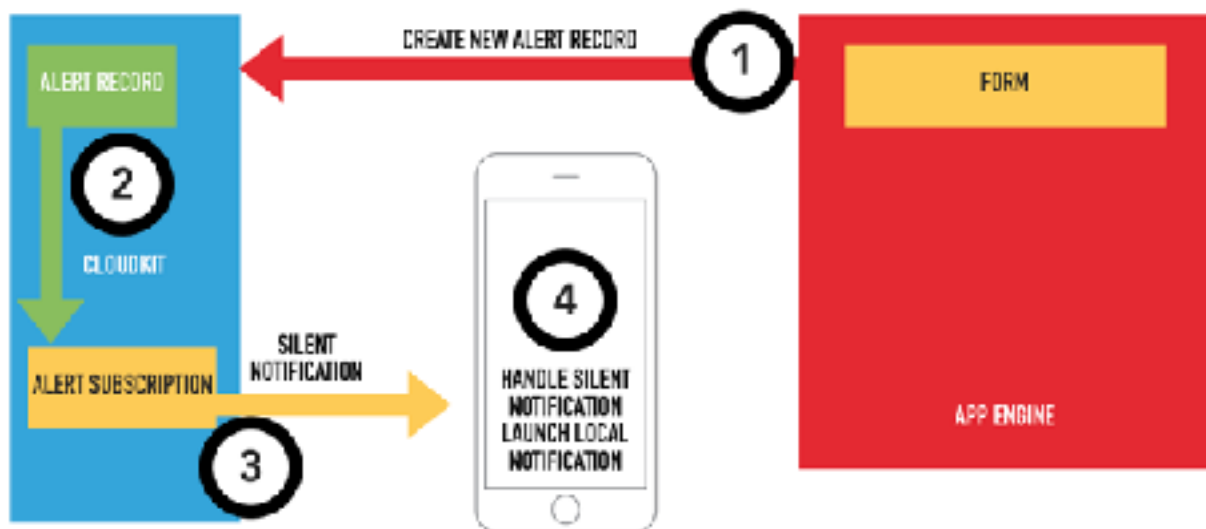 CREATE NEW ALERT RECORD
1
ALERT RECORD
FORM
2
CLOUDKIT
4
SILENT
NOTIFICATION
ALERT SUBSCRIPTION
HANDLE SILENT
NOTIFICATION
LAUNCH LOCAL
NOTIFICATION
3
APP ENGINE